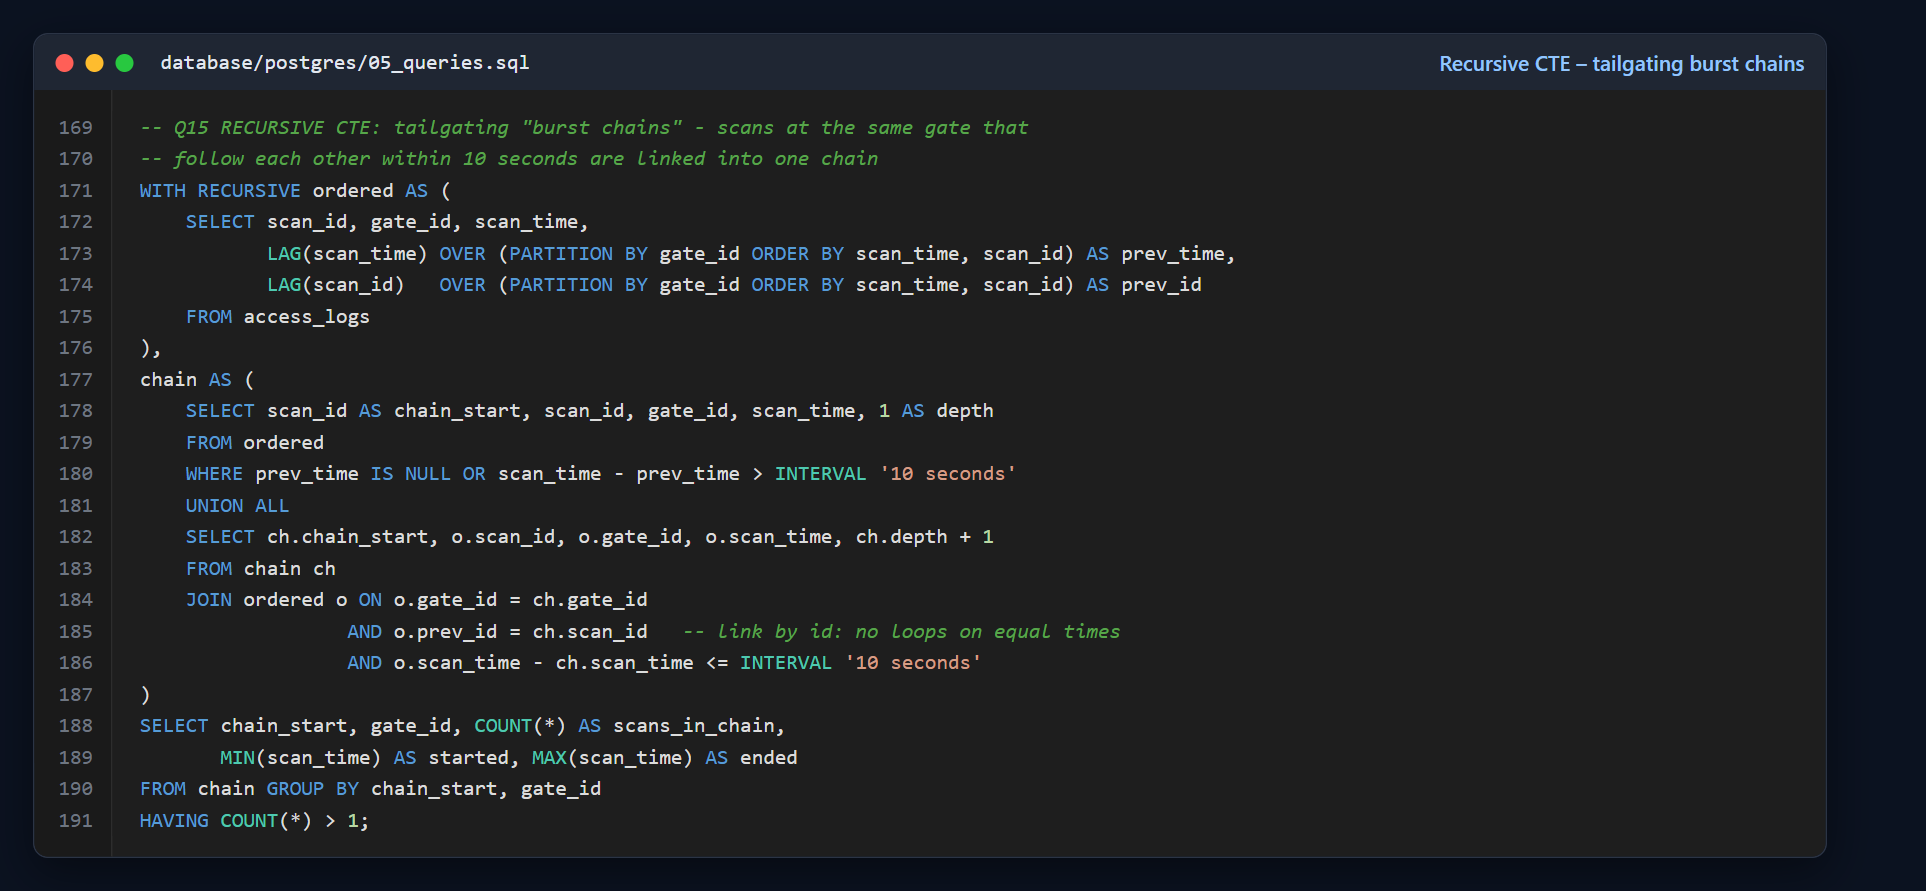 database/postgres/05_queries.sql
Recursive CTE – tailgating burst chains
169 -- Q15 RECURSIVE CTE: tailgating "burst chains" - scans at the same gate that
170 -- follow each other within 10 seconds are linked into one chain
171 WITH RECURSIVE ordered AS (
172     SELECT scan_id, gate_id, scan_time,
173            LAG(scan_time) OVER (PARTITION BY gate_id ORDER BY scan_time, scan_id) AS prev_time,
174            LAG(scan_id)   OVER (PARTITION BY gate_id ORDER BY scan_time, scan_id) AS prev_id
175     FROM access_logs
176 ),
177 chain AS (
178     SELECT scan_id AS chain_start, scan_id, gate_id, scan_time, 1 AS depth
179     FROM ordered
180     WHERE prev_time IS NULL OR scan_time - prev_time > INTERVAL '10 seconds'
181     UNION ALL
182     SELECT ch.chain_start, o.scan_id, o.gate_id, o.scan_time, ch.depth + 1
183     FROM chain ch
184     JOIN ordered o ON o.gate_id = ch.gate_id
185                   AND o.prev_id = ch.scan_id   -- link by id: no loops on equal times
186                   AND o.scan_time - ch.scan_time <= INTERVAL '10 seconds'
187 )
188 SELECT chain_start, gate_id, COUNT(*) AS scans_in_chain,
189        MIN(scan_time) AS started, MAX(scan_time) AS ended
190 FROM chain GROUP BY chain_start, gate_id
191 HAVING COUNT(*) > 1;